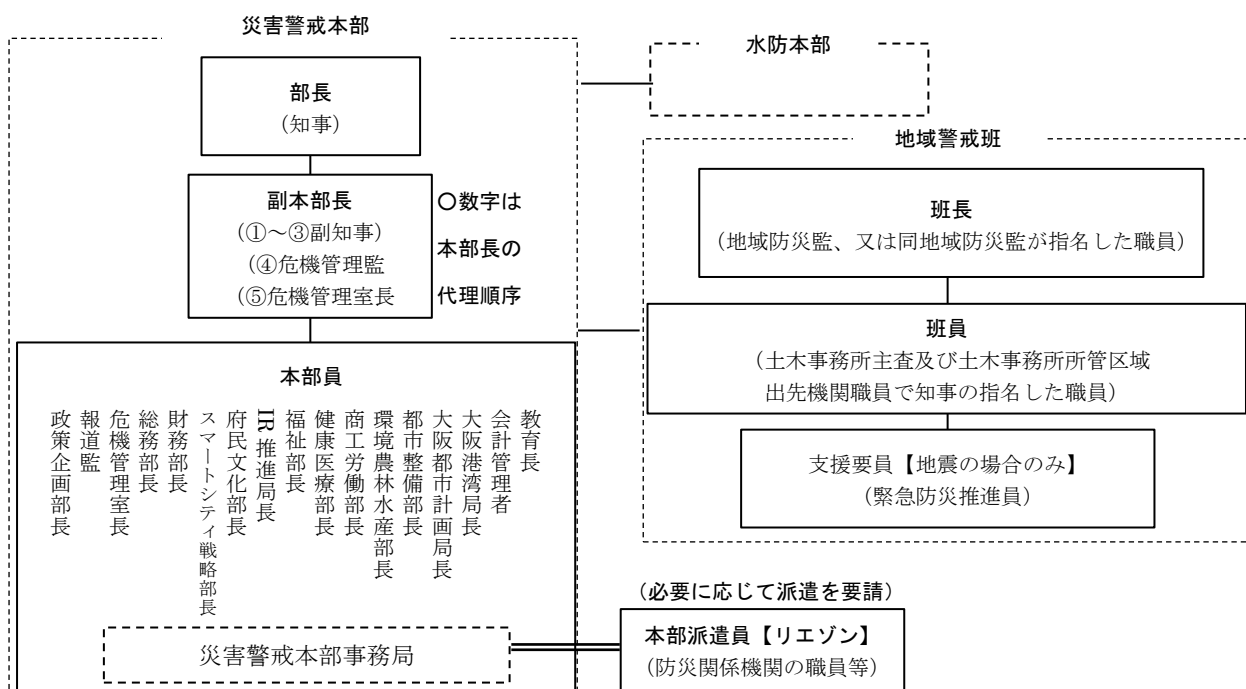 災害警戒本部
部長
（知事）
副本部長
（①～③副知事）
（④危機管理監
（⑤危機管理室長
〇数字は
本部長の
代理順序
本部員
政策企画部長
報道監
危機管理室長
総務部長
財務部長
スマートシティ戦略部長
府民文化部長
IR推進局長
福祉部長
健康医療部長
商工労働部長
環境農林水産部長
都市整備部長
大阪都市計画局長
大阪港湾局長
会計管理者
教育長
災害警戒本部事務局
水防本部
地域警戒班
班長
（地域防災監、又は同地域防災監が指名した職員）
班員
（土木事務所主査及び土木事務所所管区域
出先機関職員で知事の指名した職員）
支援要員【地震の場合のみ】
（緊急防災推進員）
（必要に応じて派遣を要請）
本部派遣員【リエゾン】
（防災関係機関の職員等）